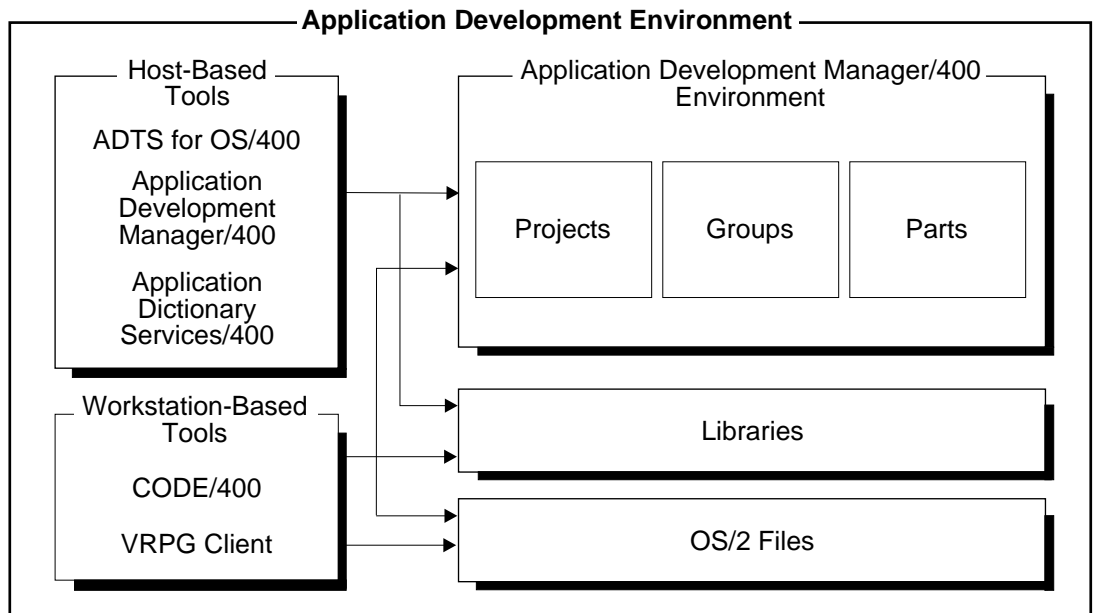 Application Development Environment
Host-Based
Tools
ADTS for OS/400
Application
Development
Manager/400
Application
Dictionary
Services/400
Workstation-Based
Tools
CODE/400
VRPG Client
Application Development Manager/400
Environment
Projects
Groups
Parts
Libraries
OS/2 Files